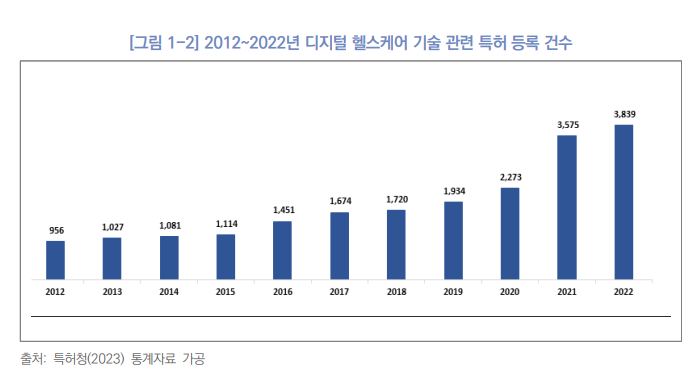 [그림 1-2] 2012~2022년 디지털 헬스케어 기술 관련 특허 등록 건수
956 1,027 1,081 1,114 1,451 1,674 1,720 1,934 2,273 3,575 3,839
2012 2013 2014 2015 2016 2017 2018 2019 2020 2021 2022
출처: 특허청(2023) 통계자료 가공